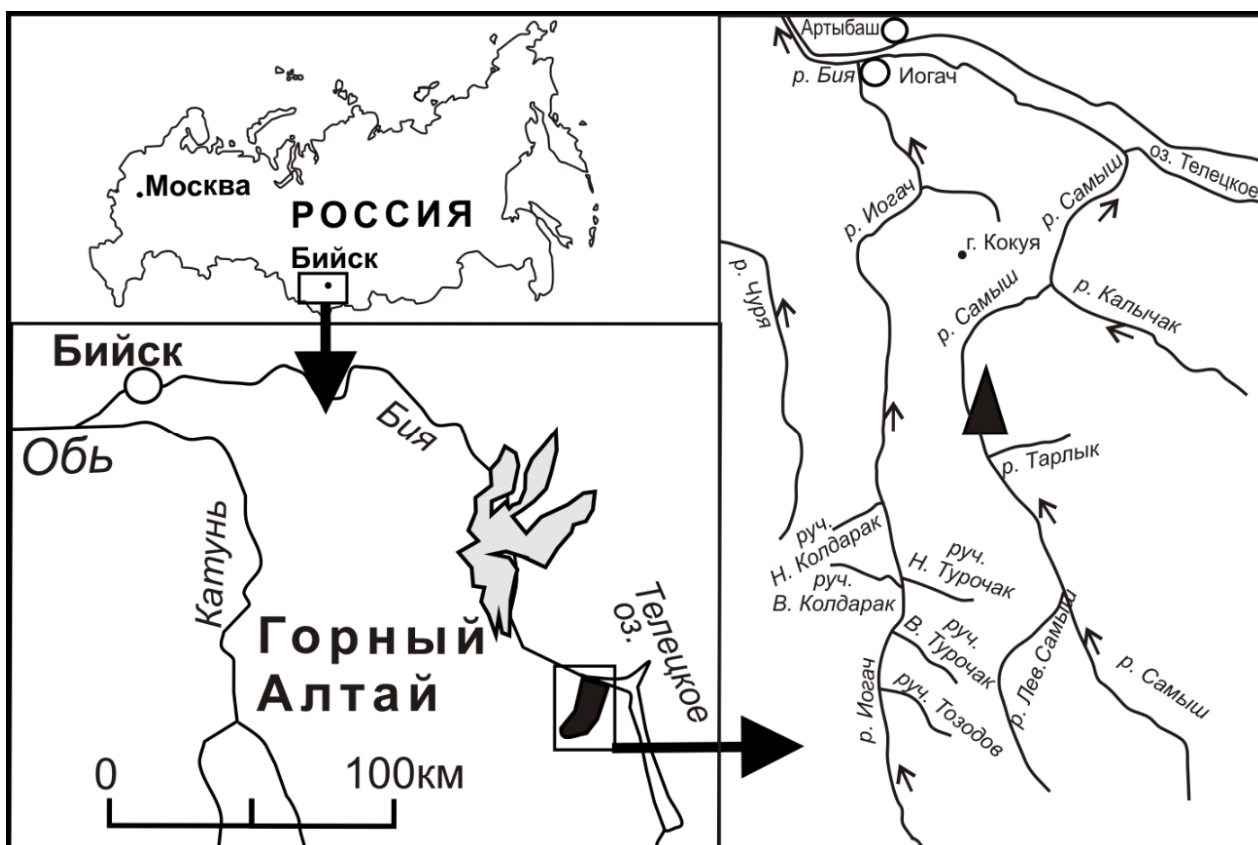 Москва
РОССИЯ
Бийск
Бийск
Обь
Бия
Катунь
Горный
Алтай
Телецкое
оз.
0
100км
Артыбаш
р. Бия
Иогач
оз. Телецкое
р. Иогач
р. Самыш
г. Кокуя
р. Чуря
р. Самыш
р. Калычак
р. Тарлык
руч.
Н. Колдарак
руч.
Н. Турочак
руч.
В. Колдарак
руч.
В. Турочак
р. Иогач
руч. Тозодов
р. Лев. Самыш
р. Самыш